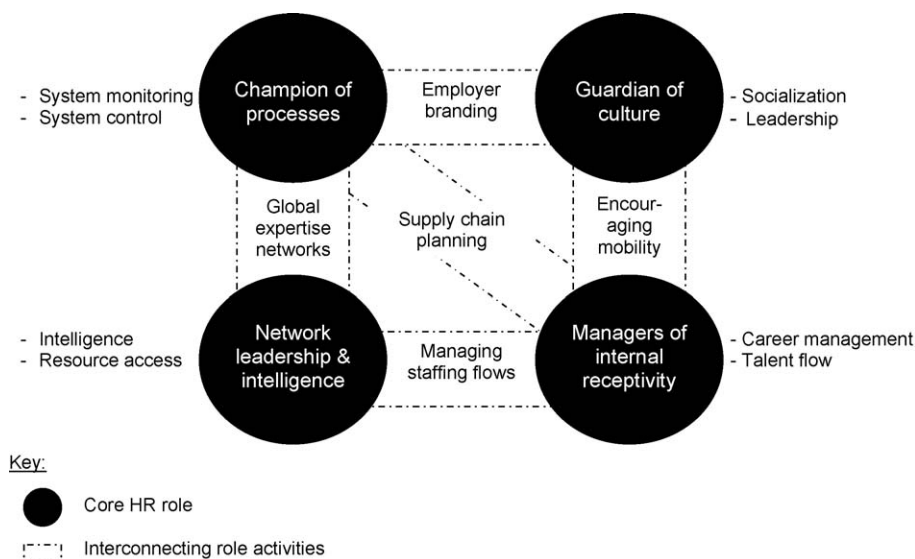 Champion of
processes
Employer
branding
Guardian
of culture
- System monitoring
- System control
- Socialization
- Leadership
Global
expertise
networks
Supply chain
planning
Encour-
aging
mobility
- Intelligence
- Resource access
Network
leadership &
intelligence
Managing
staffing flows
Managers of
internal
receptivity
- Career management
- Talent flow
Key:
Core HR role
Interconnecting role activities